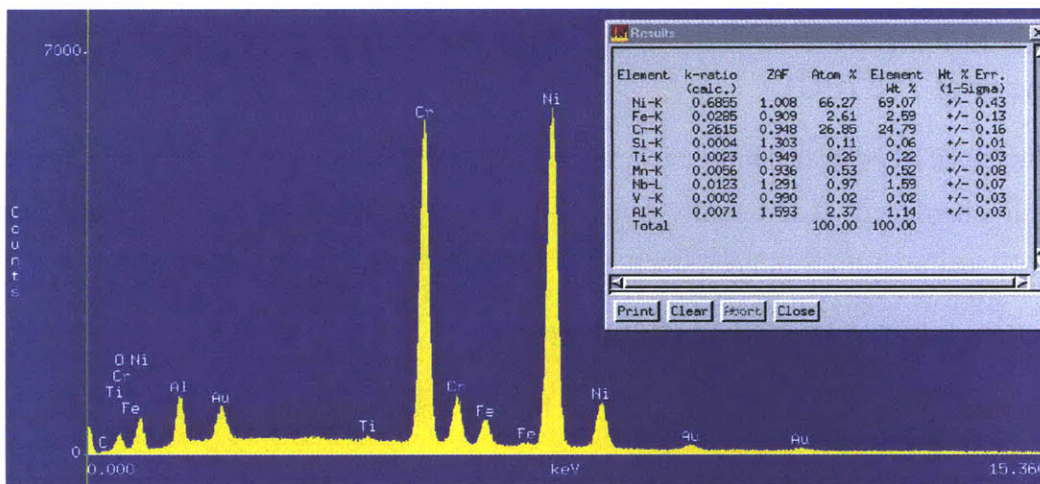 7000
Counts
0
0.000
keV
15.360
C
O Ni
Cr
Ti
Fe
Al
Au
Ti
Cr
Cr
Fe
Fe
Ni
Ni
Au
Au
Results
Element k-ratio ZAF Atom % Element Wt % Err.
(calc.) Wt % (1-Sigma)
Ni-K 0.6855 1.008 66.27 69.07 +/- 0.43
Fe-K 0.0285 0.909 2.61 2.59 +/- 0.13
Cr-K 0.2615 0.948 26.85 24.79 +/- 0.16
Si-K 0.0004 1.303 0.11 0.06 +/- 0.01
Ti-K 0.0023 0.949 0.26 0.22 +/- 0.03
Mn-K 0.0056 0.936 0.53 0.52 +/- 0.08
Nb-L 0.0123 1.291 0.97 1.59 +/- 0.07
V -K 0.0002 0.990 0.02 0.02 +/- 0.03
Al-K 0.0071 1.593 2.37 1.14 +/- 0.03
Total 100.00 100.00
Print Clear Abort Close